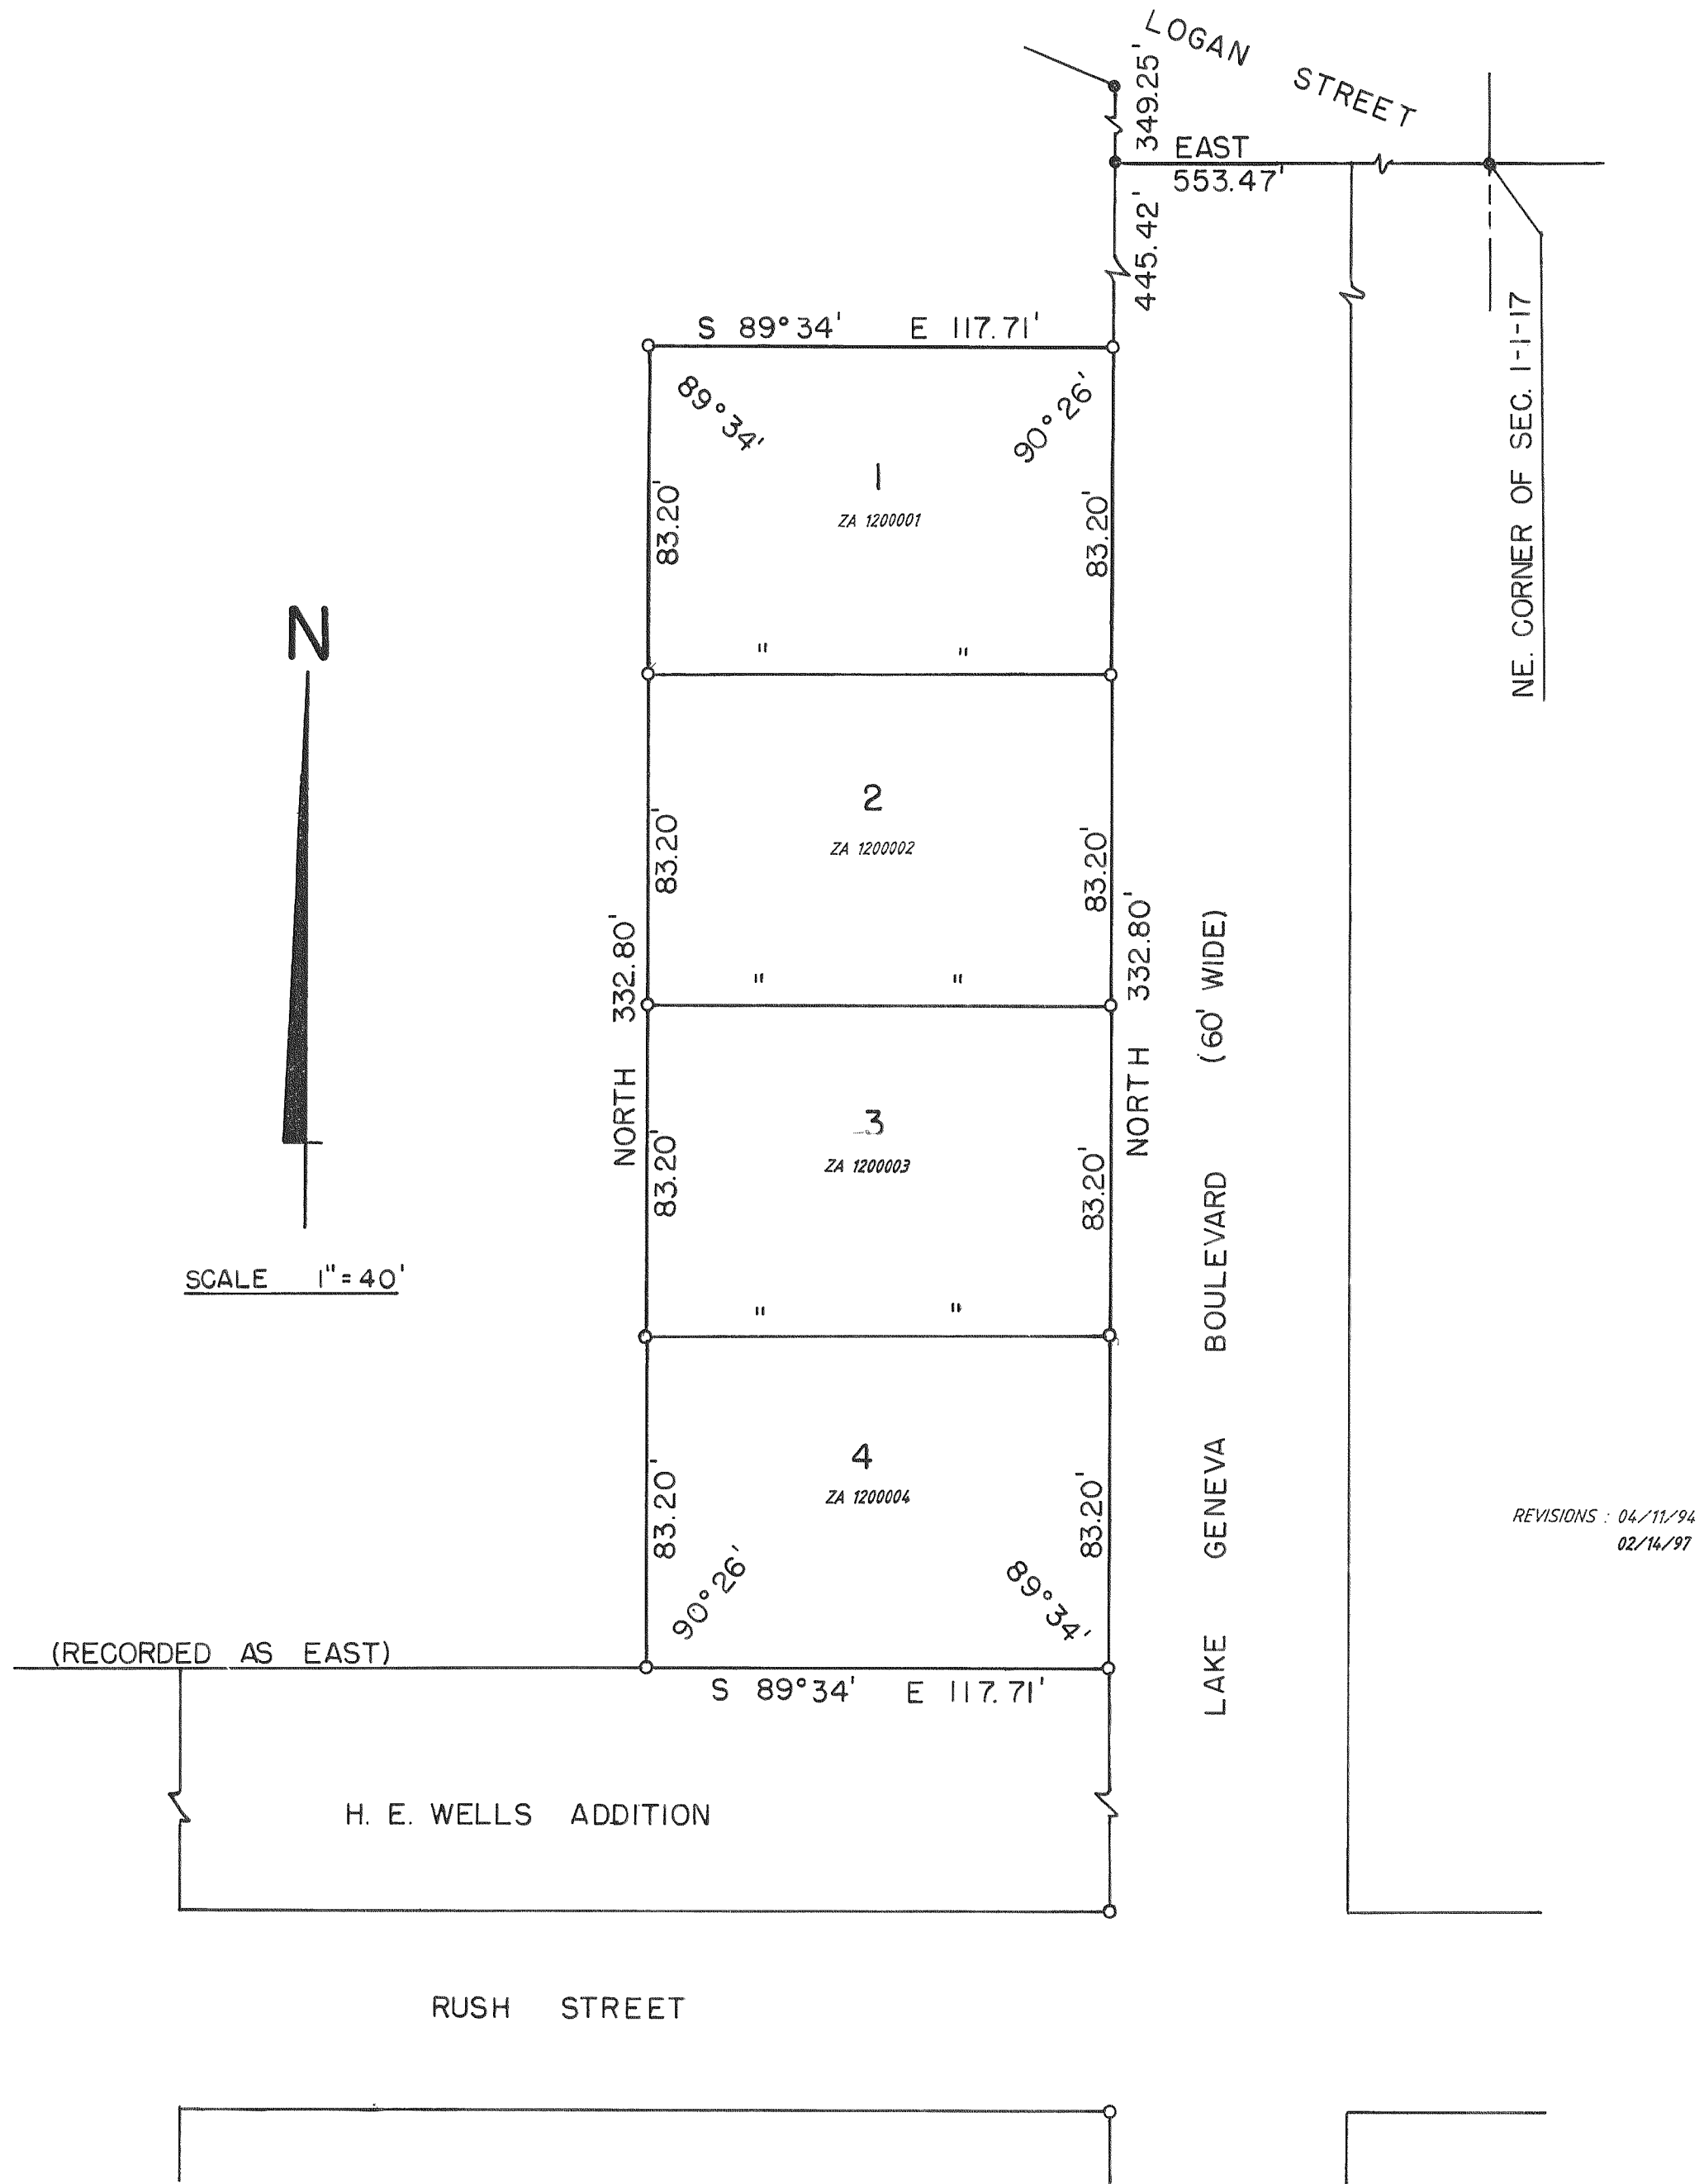 LOGAN STREET
349.25'
EAST
553.47'
445.42'
NE. CORNER OF SEC. 1-1-17
S 89°34' E 117.71'
89°34'
90°26'
1
ZA 1200001
83.20'
83.20'
" "
N
2
ZA 1200002
83.20'
83.20'
" "
NORTH 332.80'
NORTH 332.80'
LAKE GENEVA BOULEVARD (60' WIDE)
3
ZA 1200003
83.20'
83.20'
" "
SCALE 1"=40'
4
ZA 1200004
83.20'
83.20'
90°26'
89°34'
REVISIONS : 04/11/94
02/14/97
(RECORDED AS EAST)
S 89°34' E 117.71'
H. E. WELLS ADDITION
RUSH STREET